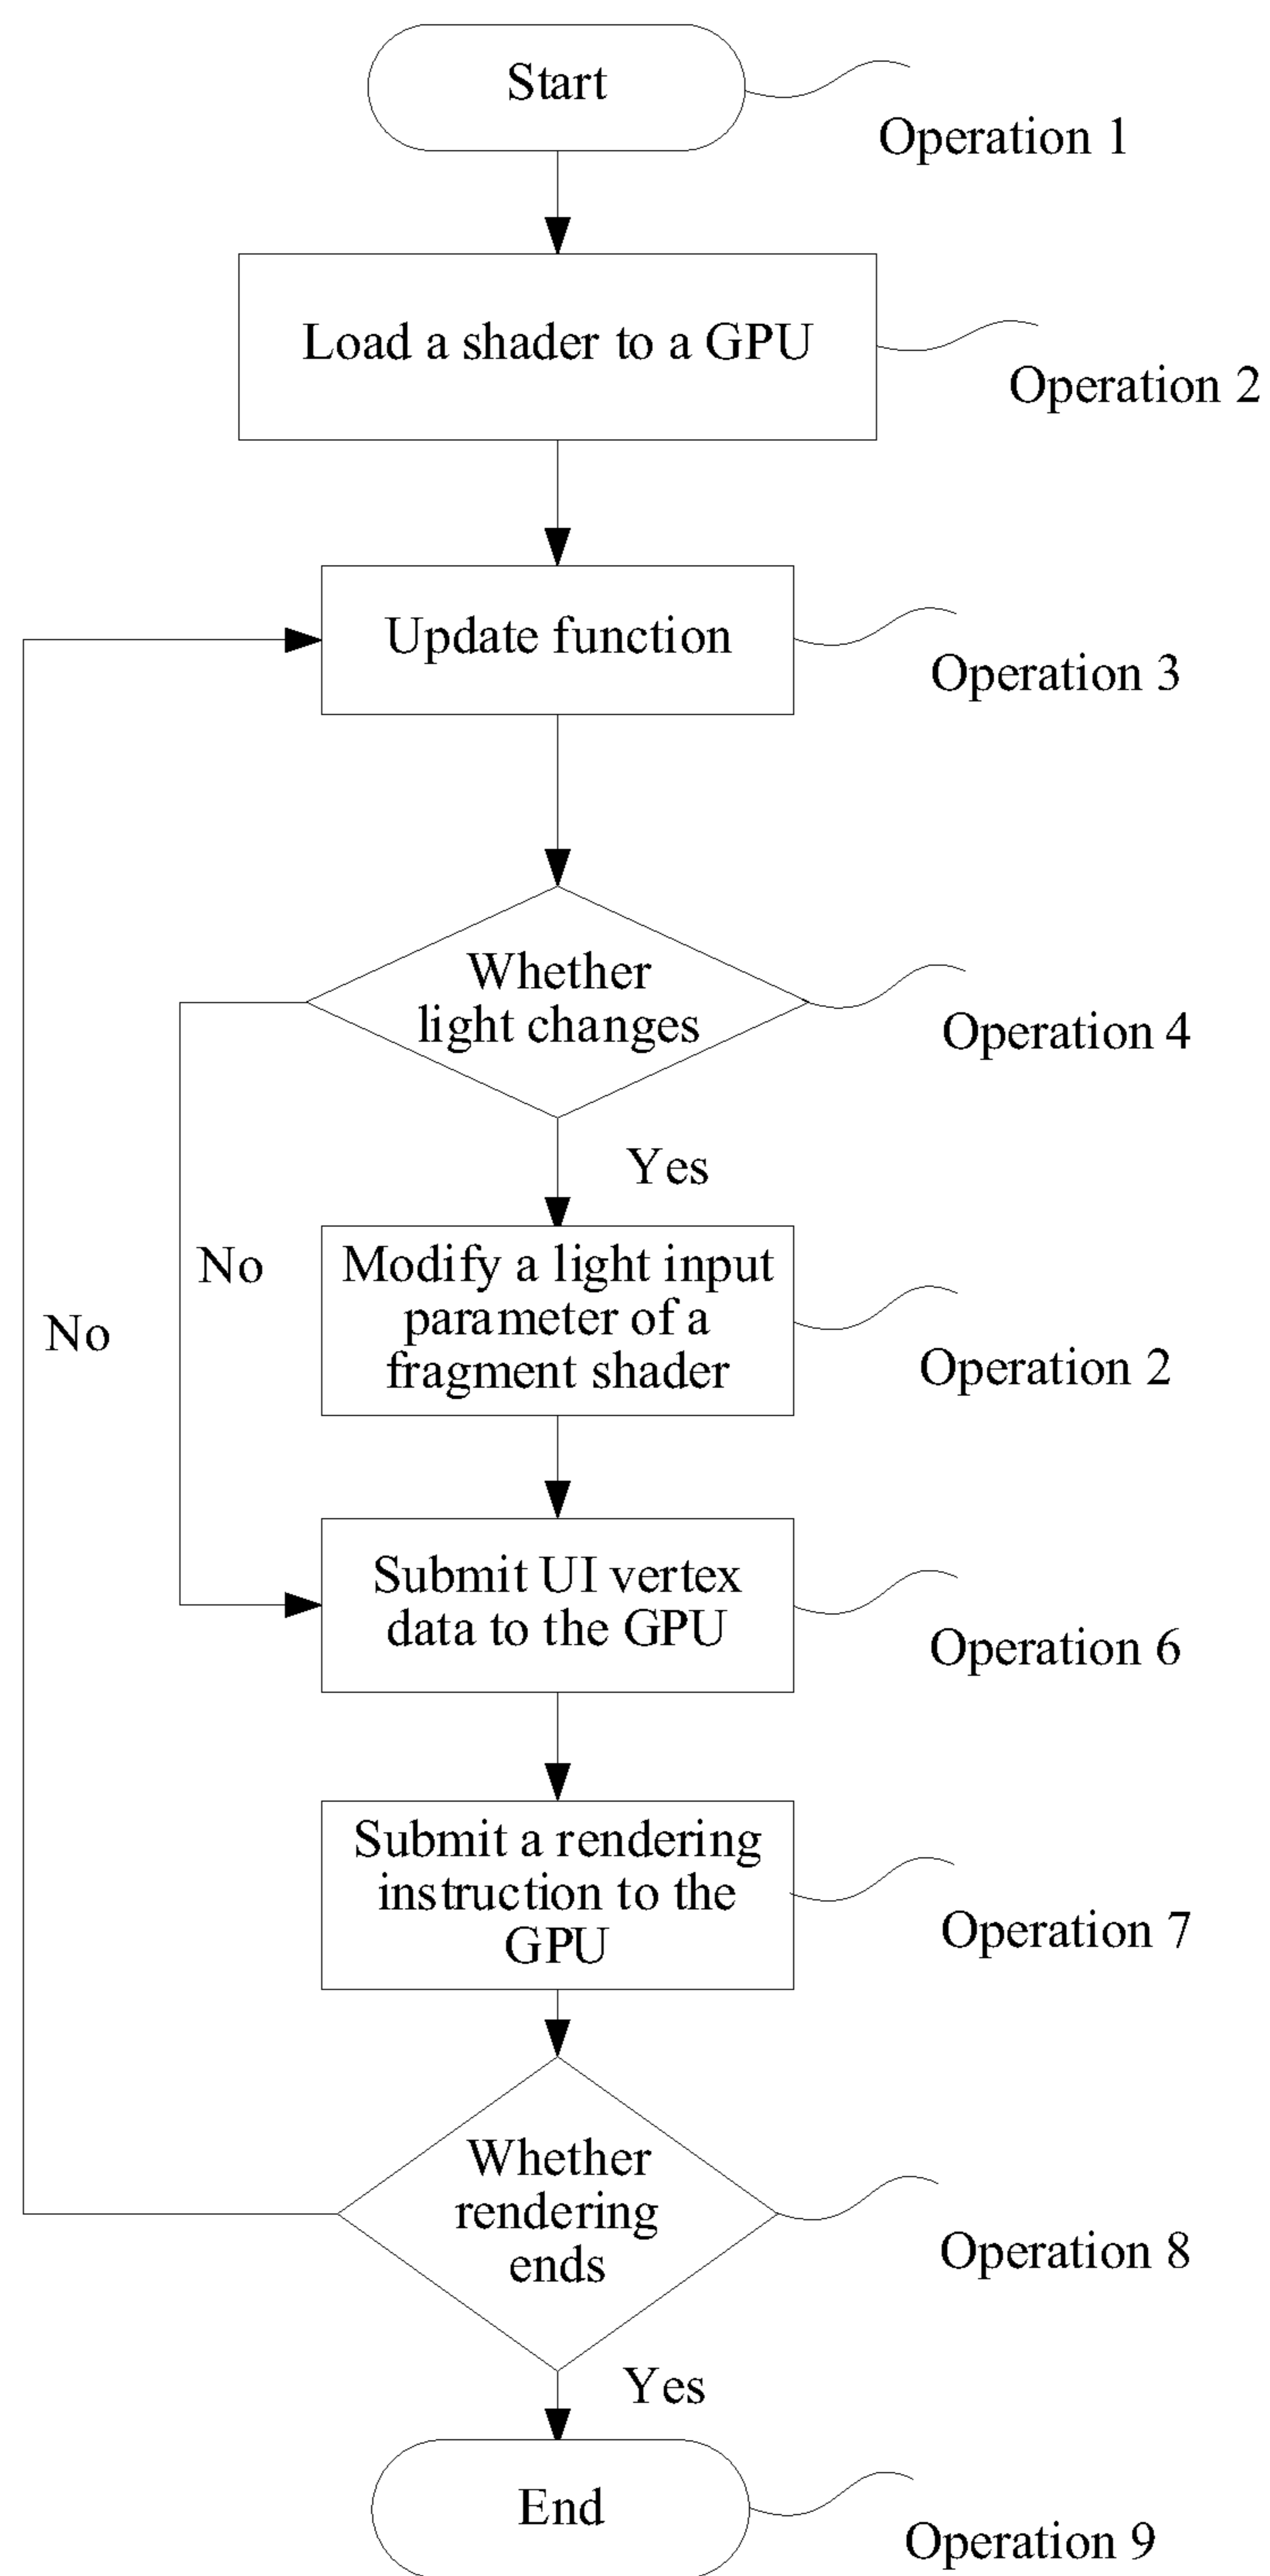 Start
Operation 1
Load a shader to a GPU
Operation 2
Update function
Operation 3
Whether
light changes
Operation 4
Yes
No
No
Modify a light input
parameter of a
fragment shader
Operation 2
Submit UI vertex
data to the GPU
Operation 6
Submit a rendering
instruction to the
GPU
Operation 7
Whether
rendering
ends
Operation 8
Yes
End
Operation 9